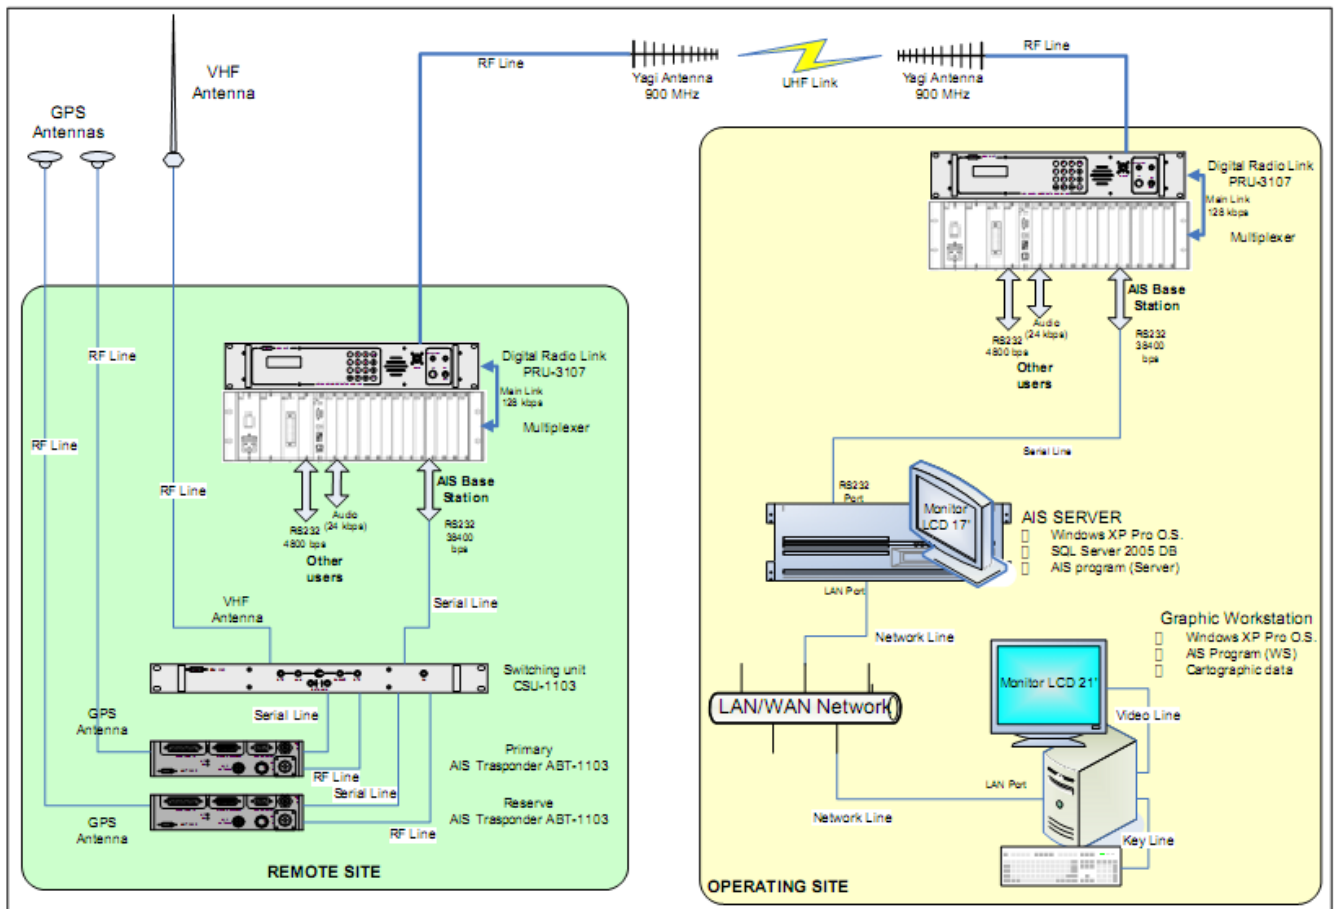 VHF
Antenna
GPS
Antennas
RF Line
Yagi Antenna
900 MHz
UHF Link
Yagi Antenna
900 MHz
RF Line
RF Line
RF Line
RF Line
Digital Radio Link
PRU-3107
Main Link
128 kbps
Multiplexer
RS232
4800 bps
Audio
(24 kbps)
Other
users
AIS Base
Station
RS232
38400
bps
Serial Line
VHF
Antenna
Switching unit
CSU-1103
GPS
Antenna
Serial Line
Primary
AIS Trasponder ABT-1103
RF Line
Serial Line
Reserve
AIS Trasponder ABT-1103
GPS
Antenna
RF Line
REMOTE SITE
Digital Radio Link
PRU-3107
Main Link
128 kbps
Multiplexer
RS232
4800 bps
Audio
(24 kbps)
Other
users
AIS Base
Station
RS232
38400
bps
Serial Line
RS232
Port
Monitor
LCD 17"
AIS SERVER
Windows XP Pro O.S.
SQL Server 2005 DB
AIS program (Server)
LAN Port
Network Line
LAN/WAN Network
Graphic Workstation
Windows XP Pro O.S.
AIS Program (WS)
Cartographic data
Monitor LCD 21"
Video Line
LAN Port
Network Line
Key Line
OPERATING SITE